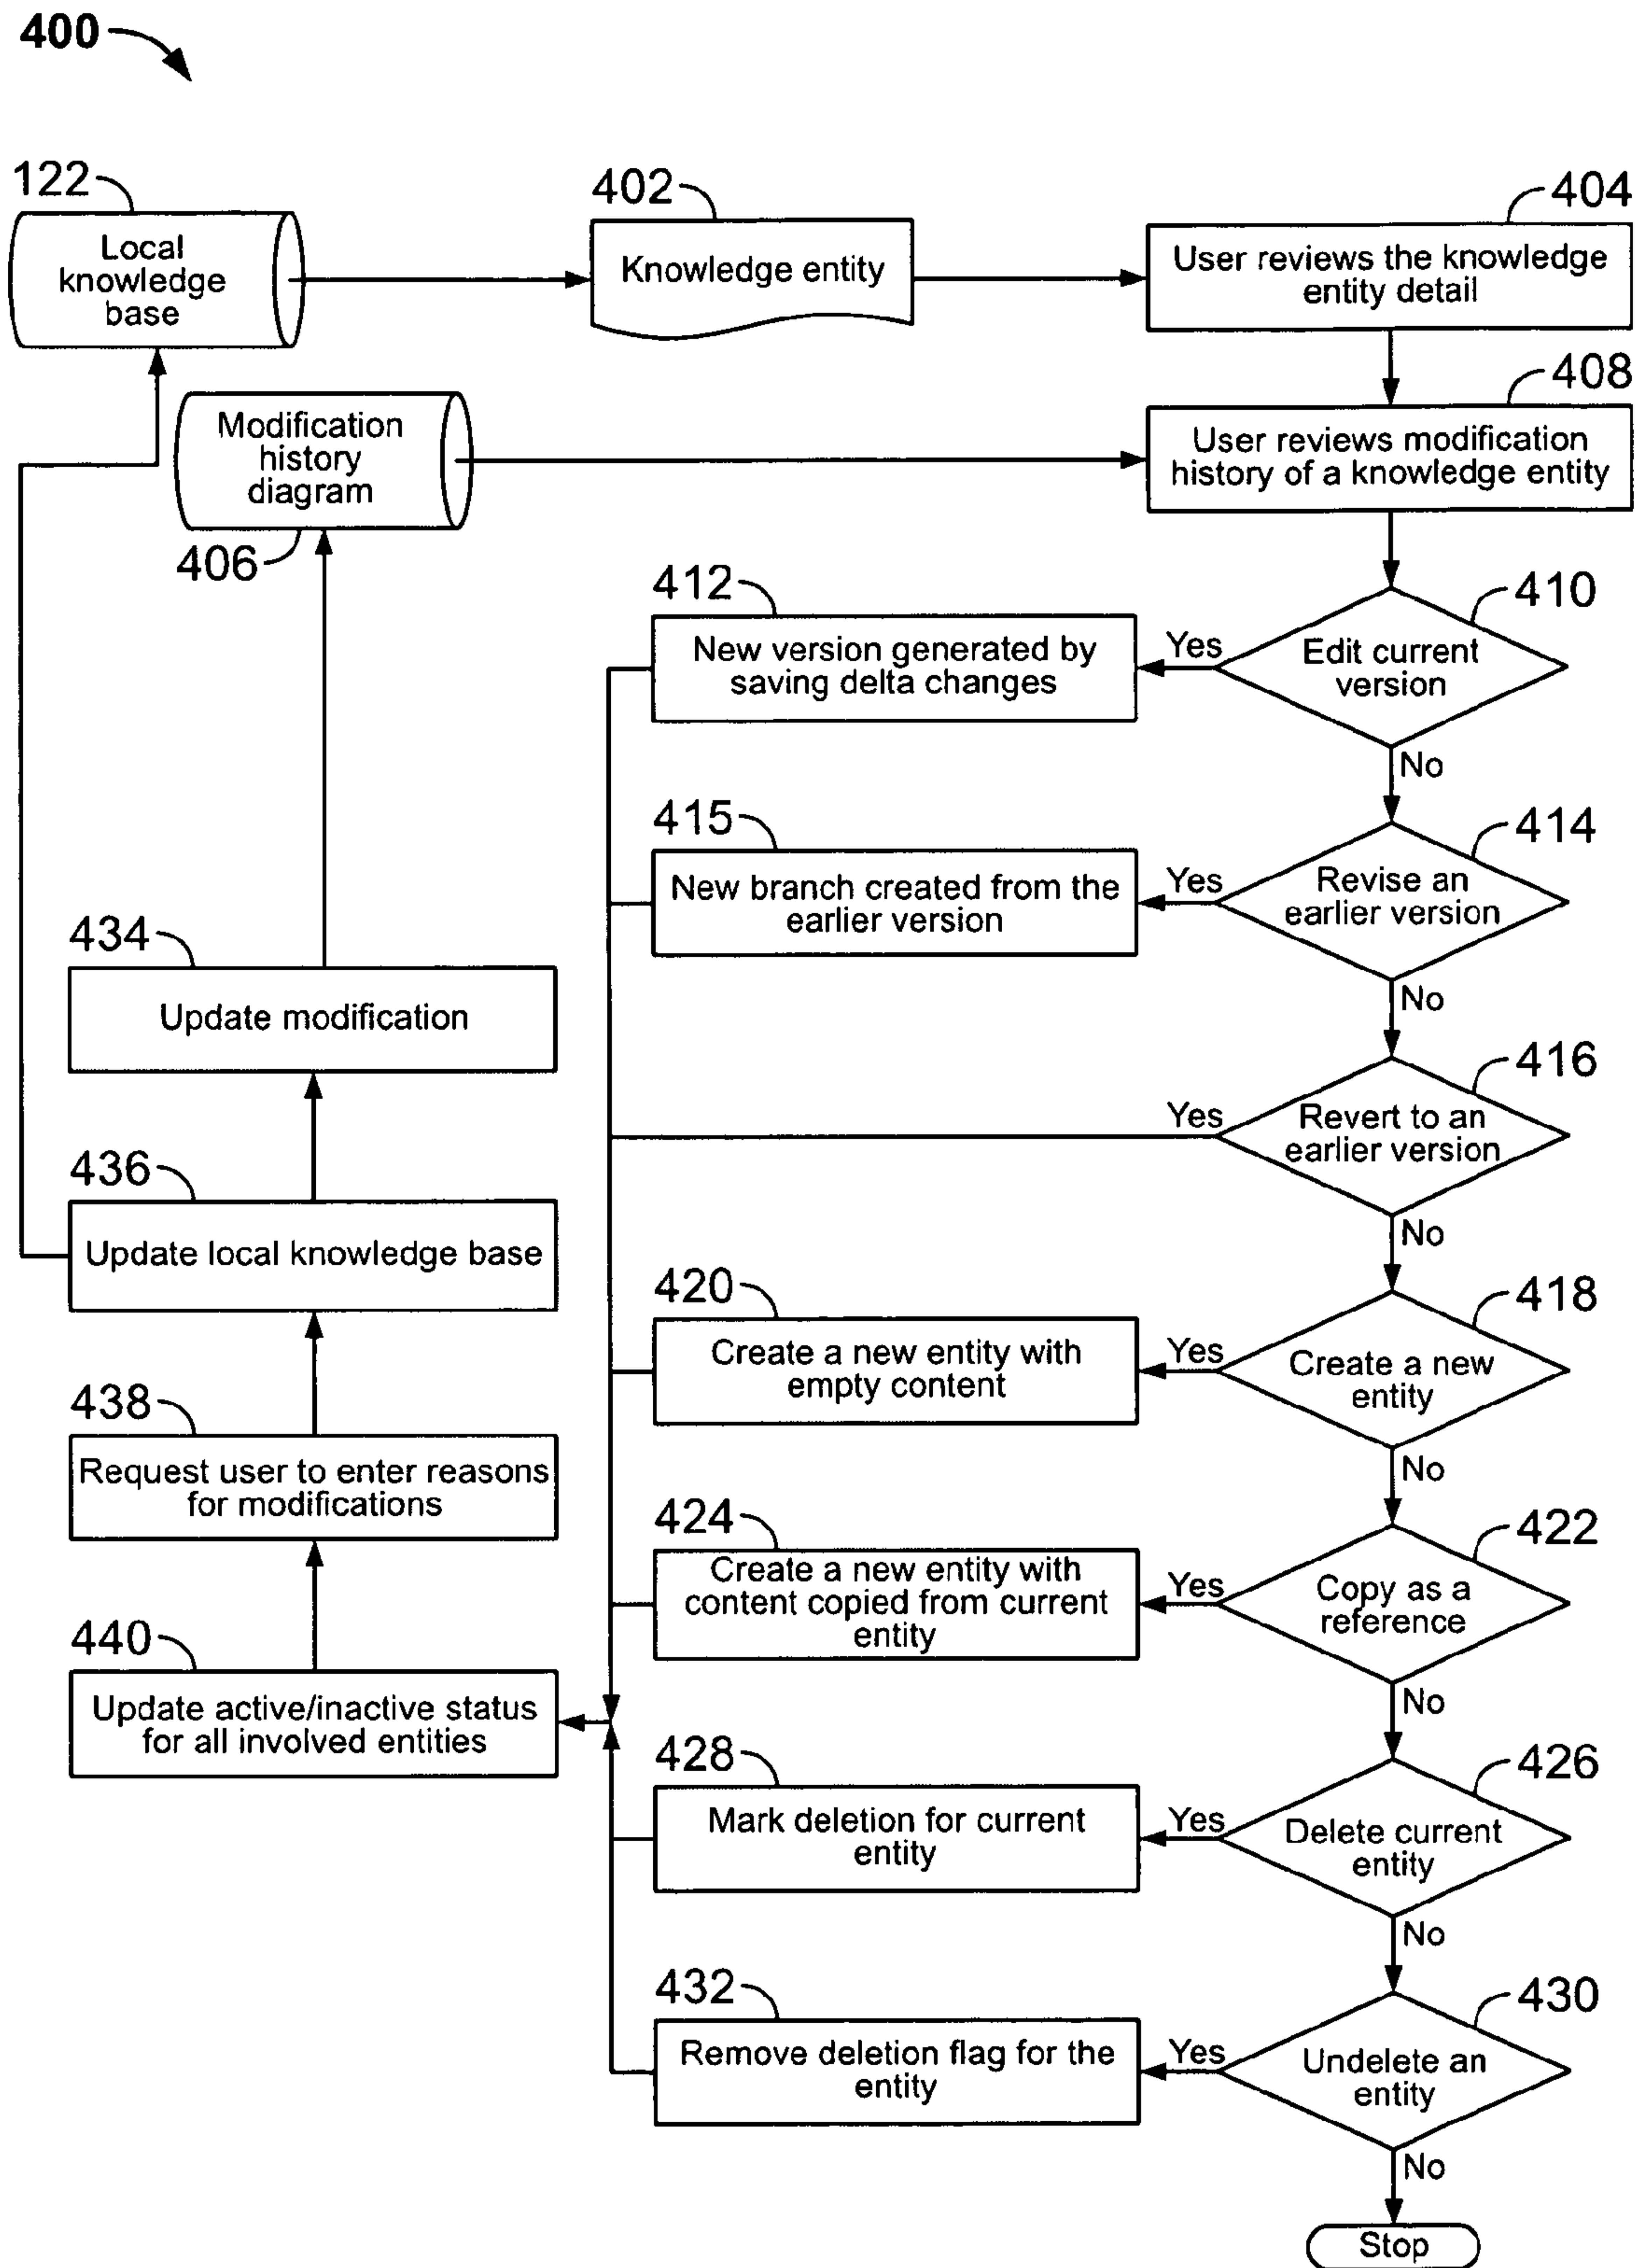 400
122
402
404
Local
knowledge
base
Knowledge entity
User reviews the knowledge
entity detail
408
Modification
history
diagram
User reviews modification
history of a knowledge entity
406
412
410
New version generated by
saving delta changes
Yes
Edit current
version
No
415
414
New branch created from the
earlier version
Yes
Revise an
earlier version
No
434
Update modification
416
Yes
Revert to an
earlier version
No
436
Update local knowledge base
420
418
Create a new entity with
empty content
Yes
Create a new
entity
No
438
Request user to enter reasons
for modifications
424
422
Create a new entity with
content copied from current
entity
Yes
Copy as a
reference
No
440
Update active/inactive status
for all involved entities
428
426
Mark deletion for current
entity
Yes
Delete current
entity
No
432
430
Remove deletion flag for the
entity
Yes
Undelete an
entity
No
Stop